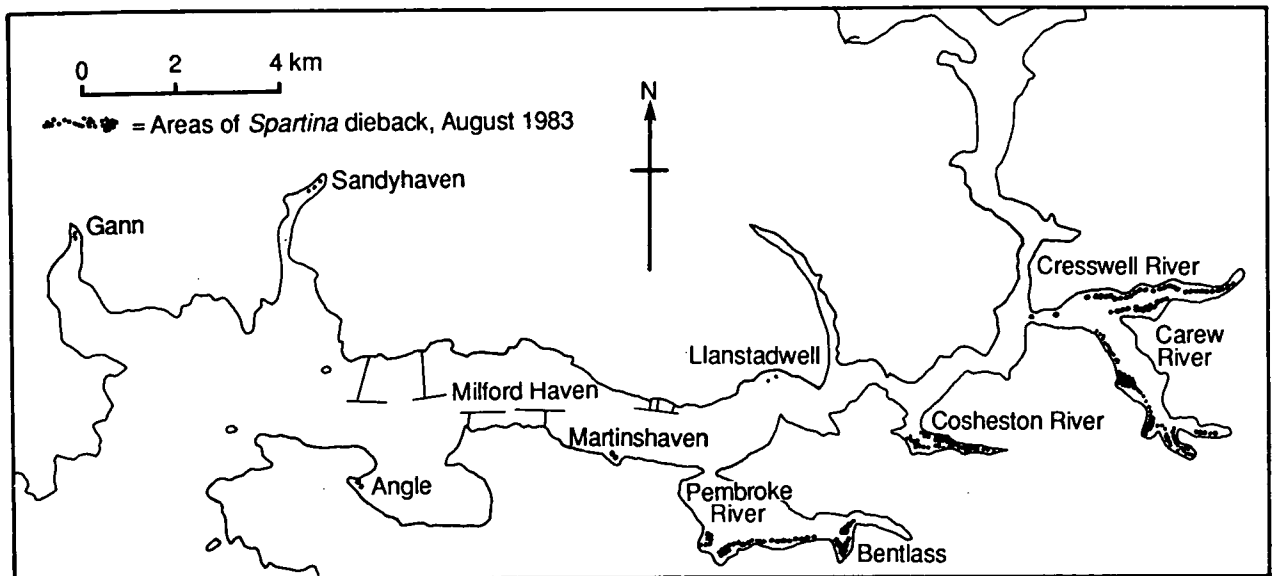 0 2 4 km
= Areas of Spartina dieback, August 1983
N
Sandyhaven
Gann
Cresswell River
Carew
River
Llanstadwell
Milford Haven
Cosheston River
Martinshaven
Angle
Pembroke
River
Bentlass